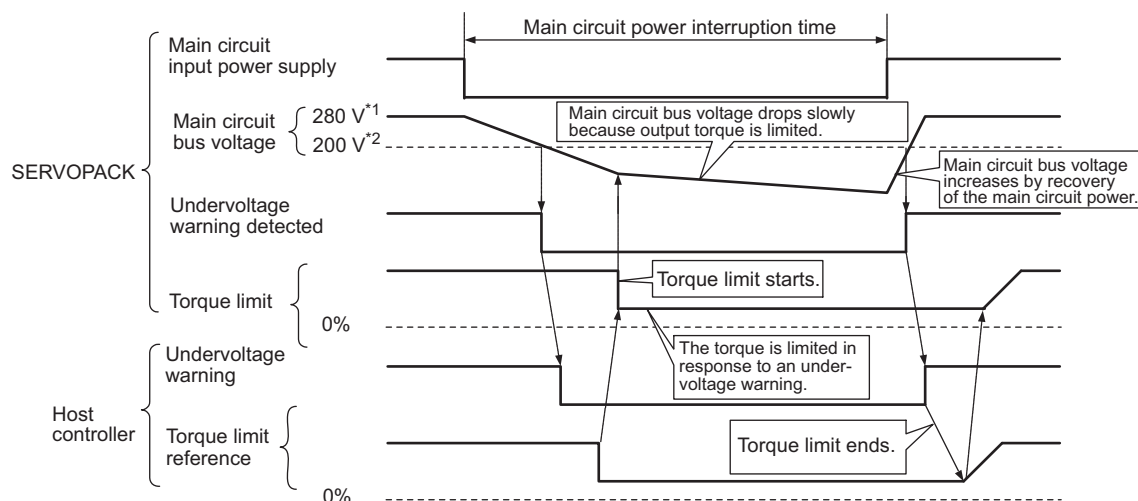 Main circuit power interruption time
Main circuit
input power supply
Main circuit
bus voltage
280 V*1
200 V*2
Main circuit bus voltage drops slowly
because output torque is limited.
Main circuit bus voltage
increases by recovery
of the main circuit power.
SERVOPACK
Undervoltage
warning detected
Torque limit
0%
Torque limit starts.
The torque is limited in
response to an under-
voltage warning.
Undervoltage
warning
Host
controller
Torque limit
reference
0%
Torque limit ends.